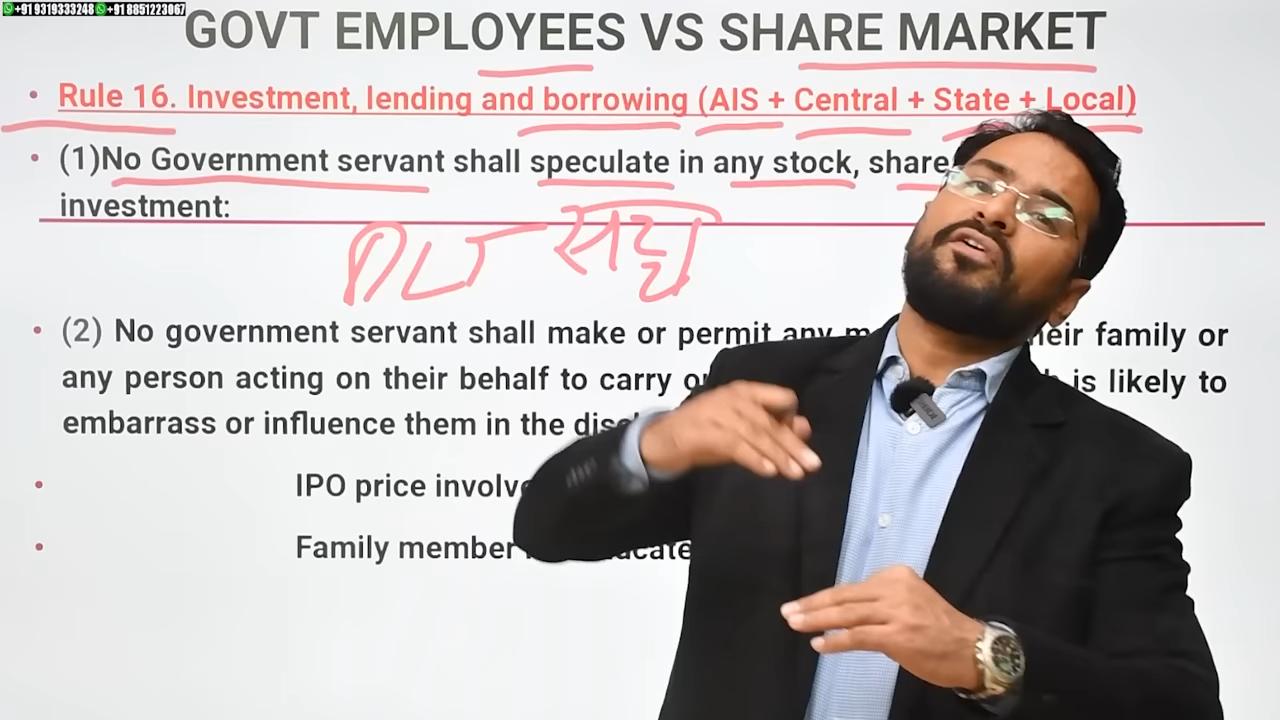 +91 9319333248 +91 8851223067
GOVT EMPLOYEES VS SHARE MARKET
• Rule 16. Investment, lending and borrowing (AIS + Central + State + Local)
• (1)No Government servant shall speculate in any stock, share
investment:
सट्टा
• (2) No government servant shall make or permit any their family or
any person acting on their behalf to carry is likely to
embarrass or influence them in the
• IPO price
• Family member